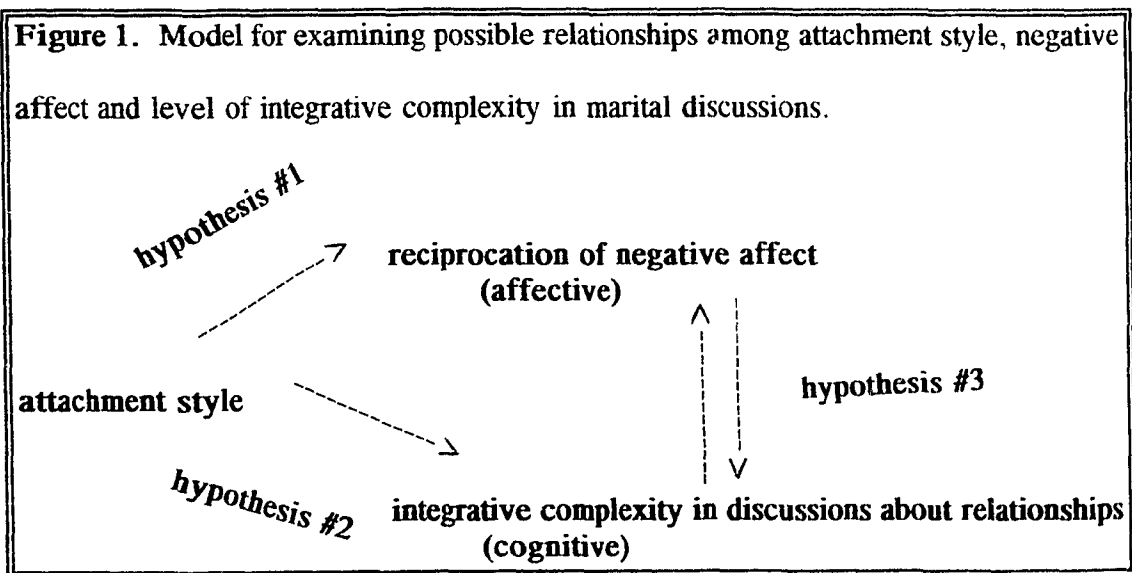 Figure 1. Model for examining possible relationships among attachment style, negative
affect and level of integrative complexity in marital discussions.
hypothesis #1
reciprocation of negative affect
(affective)
attachment style
hypothesis #3
hypothesis #2
integrative complexity in discussions about relationships
(cognitive)